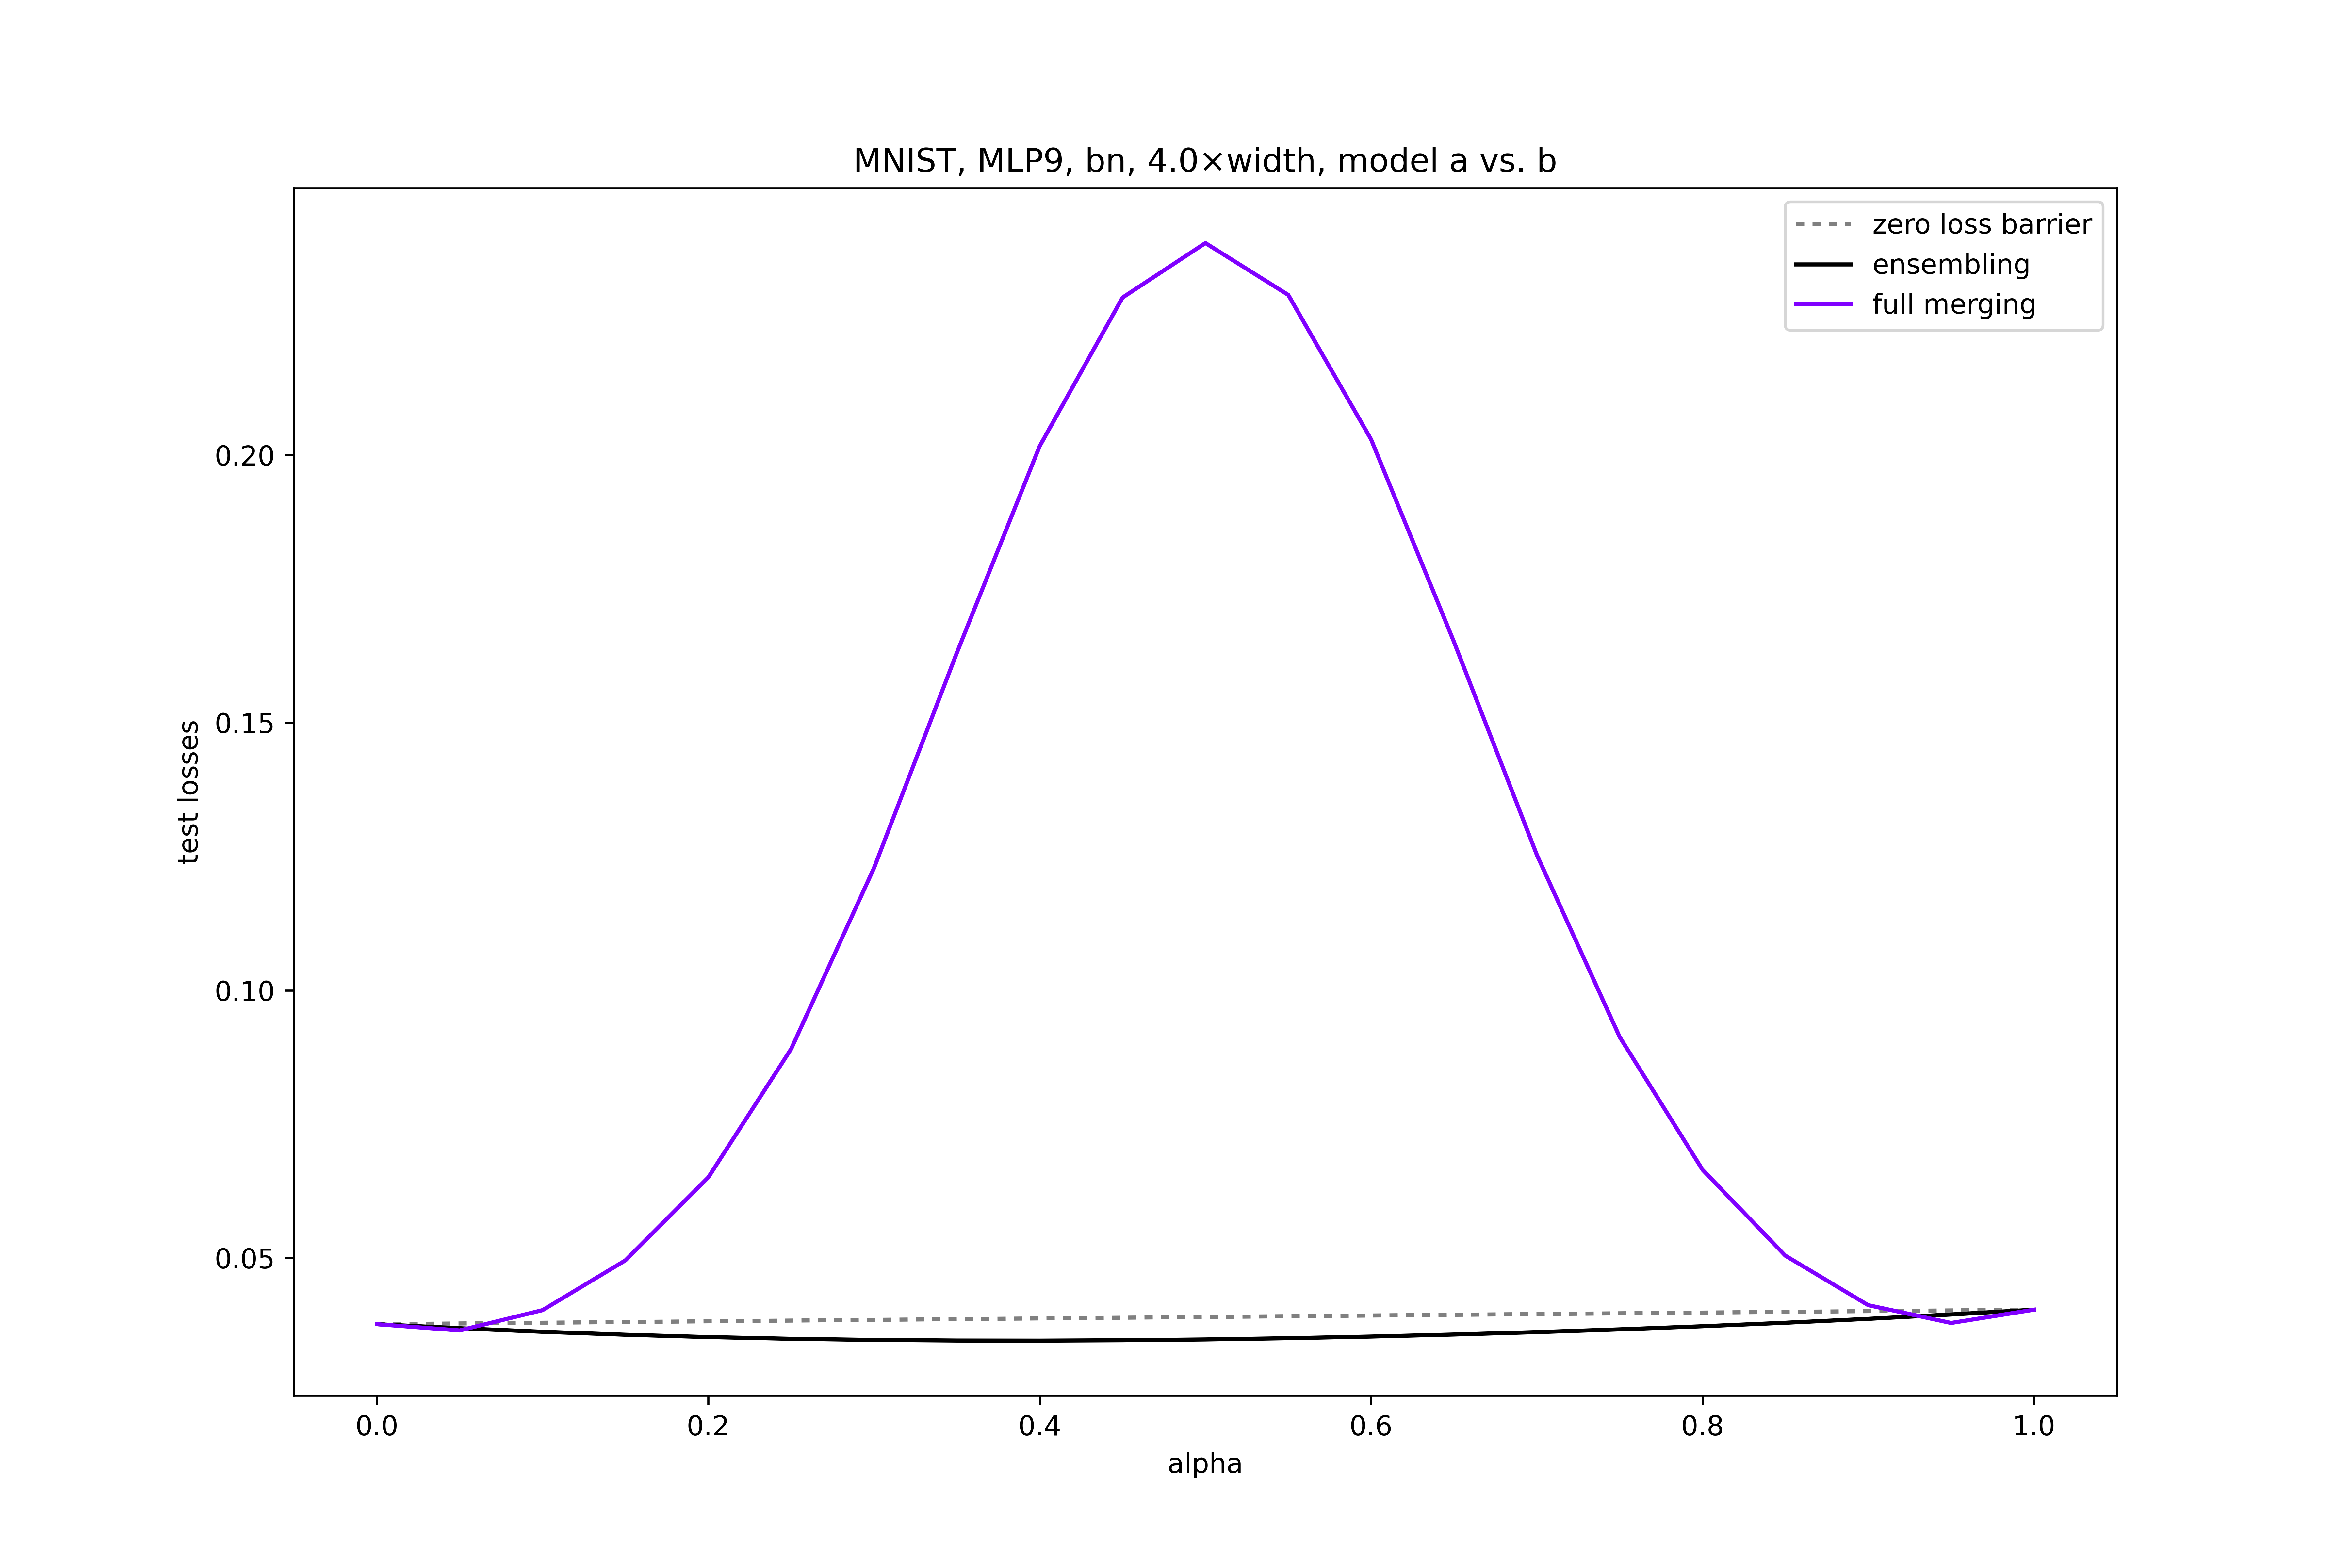 MNIST, MLP9, bn, 4.0×width, model a vs. b
zero loss barrier
ensembling
full merging
test losses
0.20
0.15
0.10
0.05
0.0 0.2 0.4 0.6 0.8 1.0
alpha